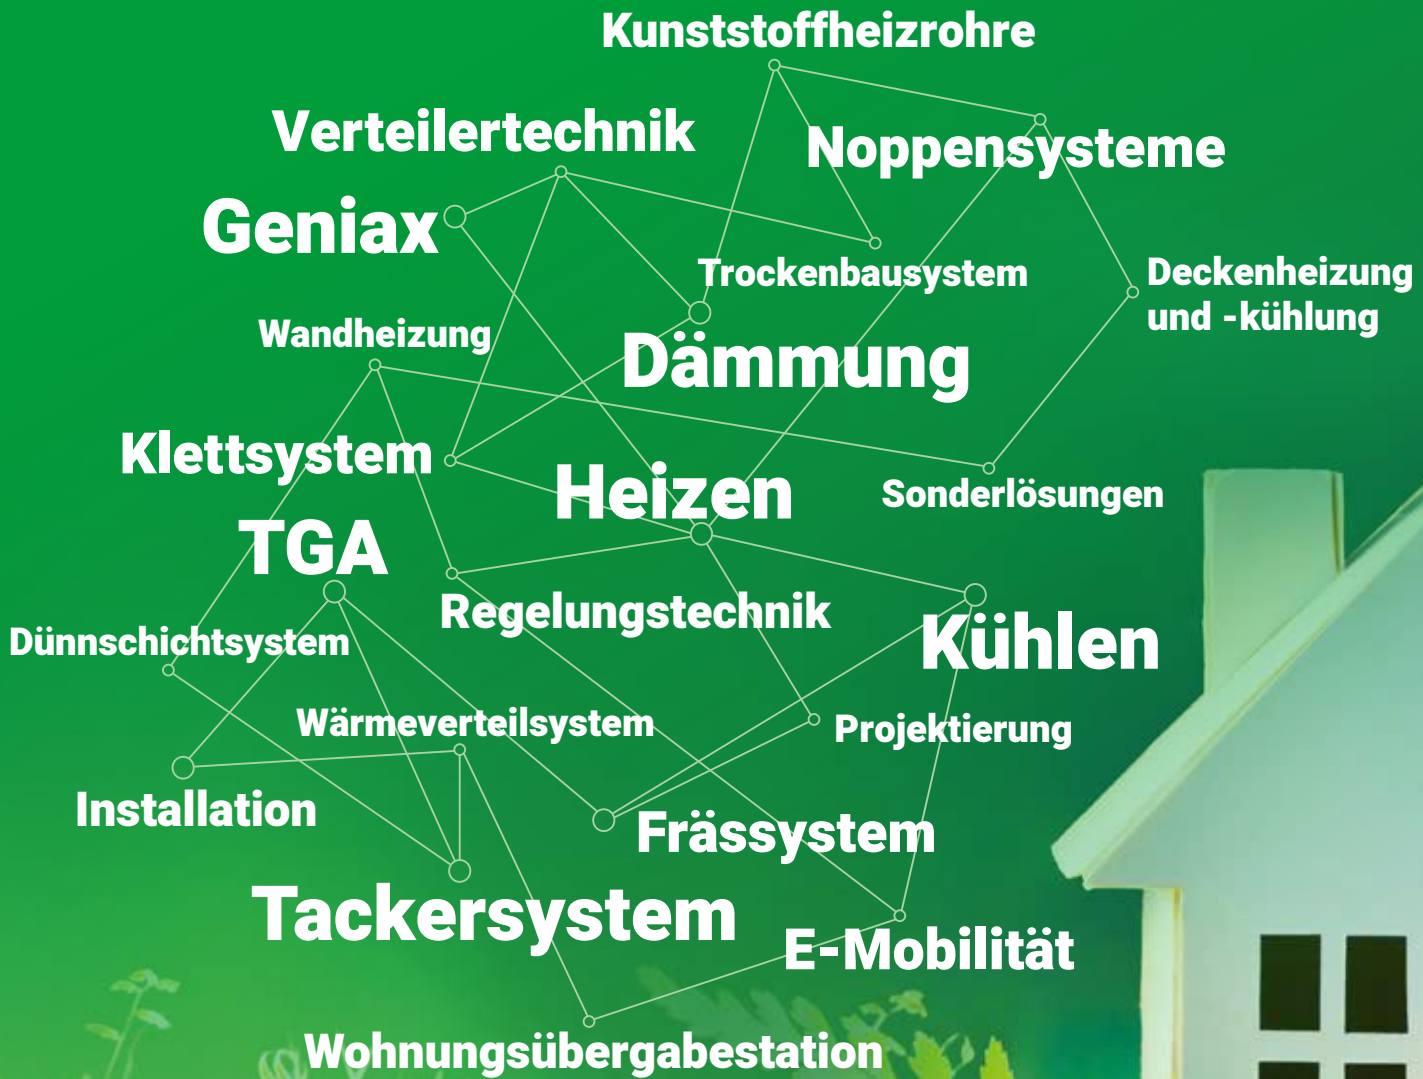 Kunststoffheizrohre
Verteilertechnik
Noppensysteme
Geniax
Trockenbausystem
Deckenheizung
und -kühlung
Wandheizung
Dämmung
Klettsystem
Heizen
Sonderlösungen
TGA
Regelungstechnik
Dünnschichtsystem
Kühlen
Wärmeverteilsystem
Projektierung
Installation
Frässystem
Tackersystem
E-Mobilität
Wohnungsübergabestation